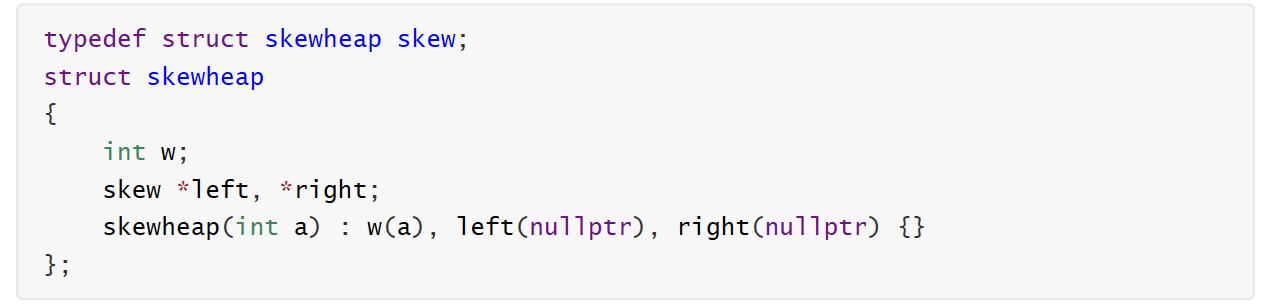 typedef struct skewheap skew;
struct skewheap
{
    int w;
    skew *left, *right;
    skewheap(int a) : w(a), left(nullptr), right(nullptr) {}
};